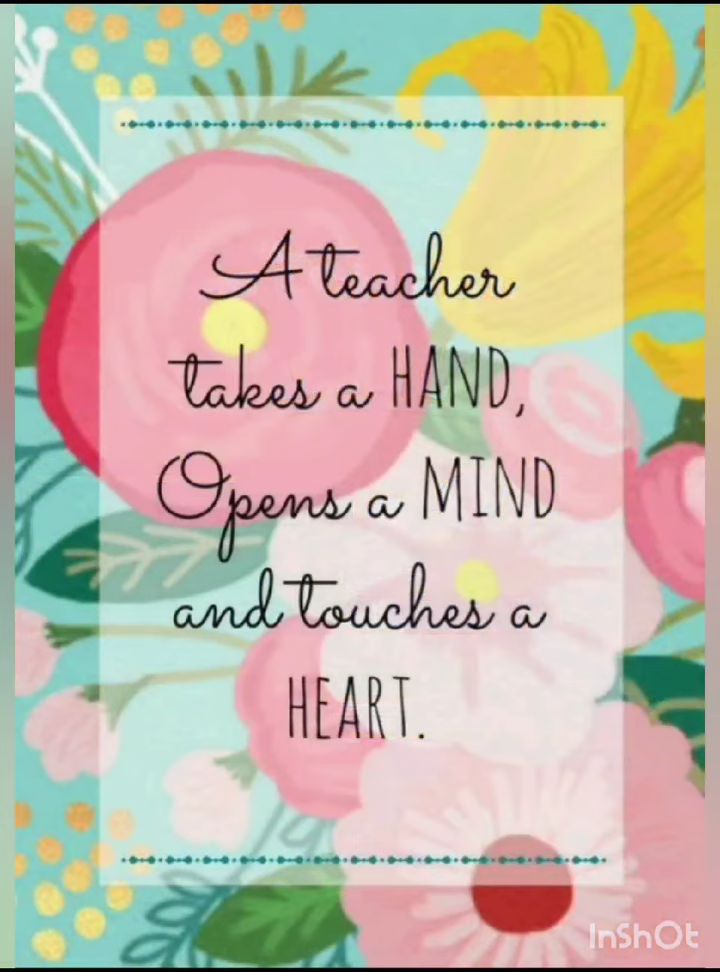 A teacher
takes a HAND,
Opens a MIND
and touches a
HEART.
InShOt